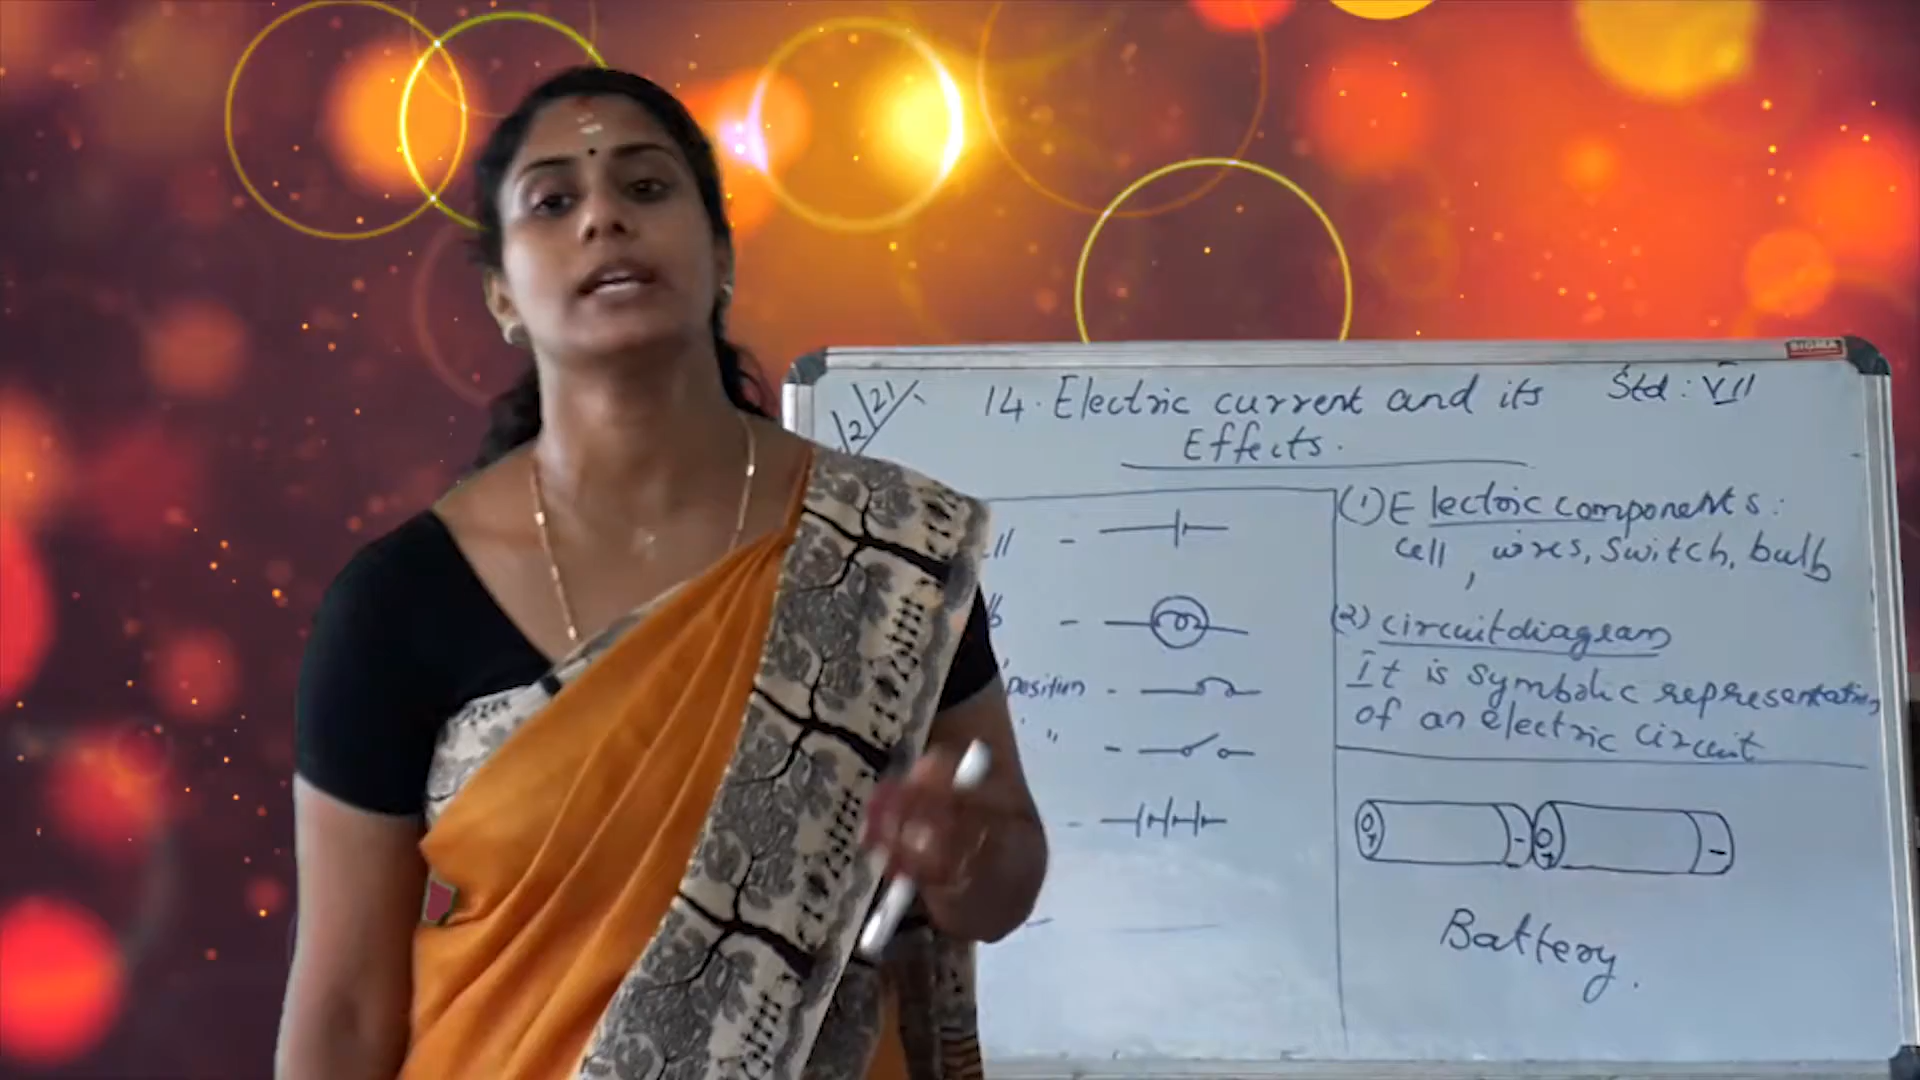 14. Electric current and its Std: VII
Effects.
(1) Electric components:
cell, wires, switch, bulb
(2) circuit diagram
It is symbolic representation
of an electric circuit
position
Battery.
SIGMA